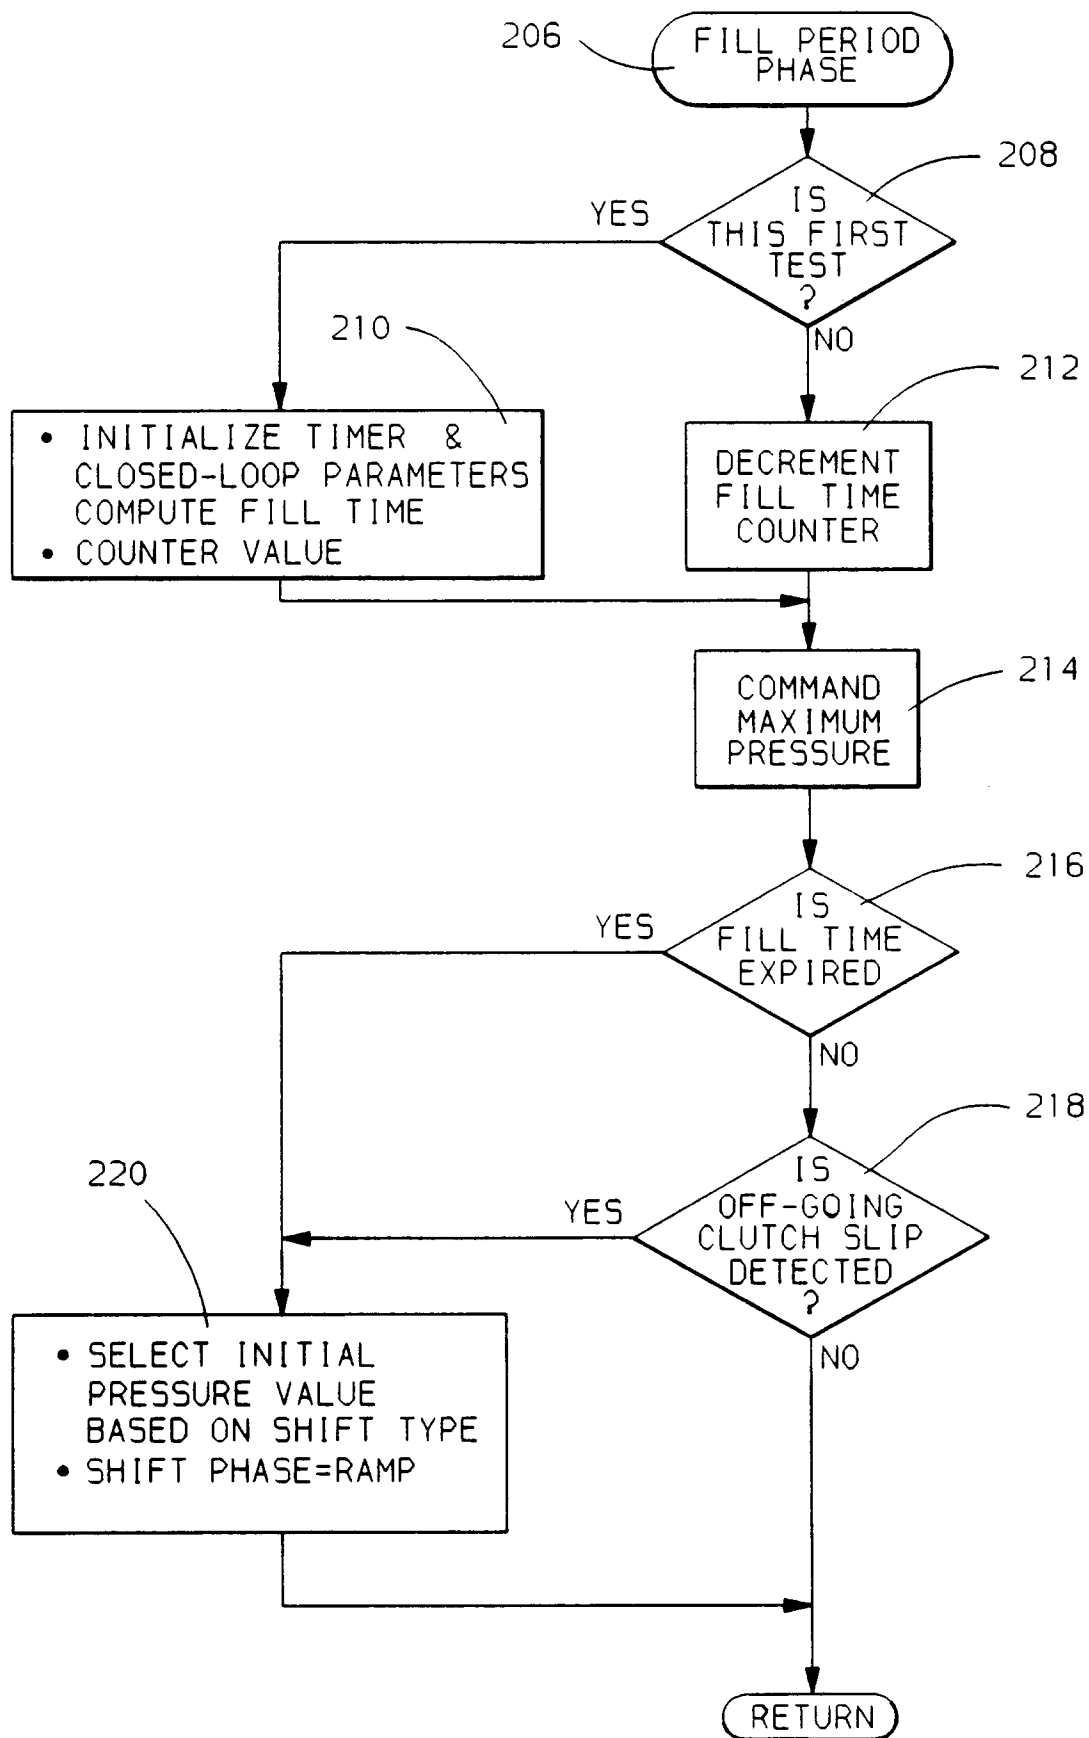 206
FILL PERIOD
PHASE
208
IS
THIS FIRST
TEST
?
YES
NO
210
• INITIALIZE TIMER &
CLOSED-LOOP PARAMETERS
COMPUTE FILL TIME
• COUNTER VALUE
212
DECREMENT
FILL TIME
COUNTER
214
COMMAND
MAXIMUM
PRESSURE
216
IS
FILL TIME
EXPIRED
YES
NO
218
IS
OFF-GOING
CLUTCH SLIP
DETECTED
?
YES
NO
220
• SELECT INITIAL
PRESSURE VALUE
BASED ON SHIFT TYPE
• SHIFT PHASE=RAMP
RETURN